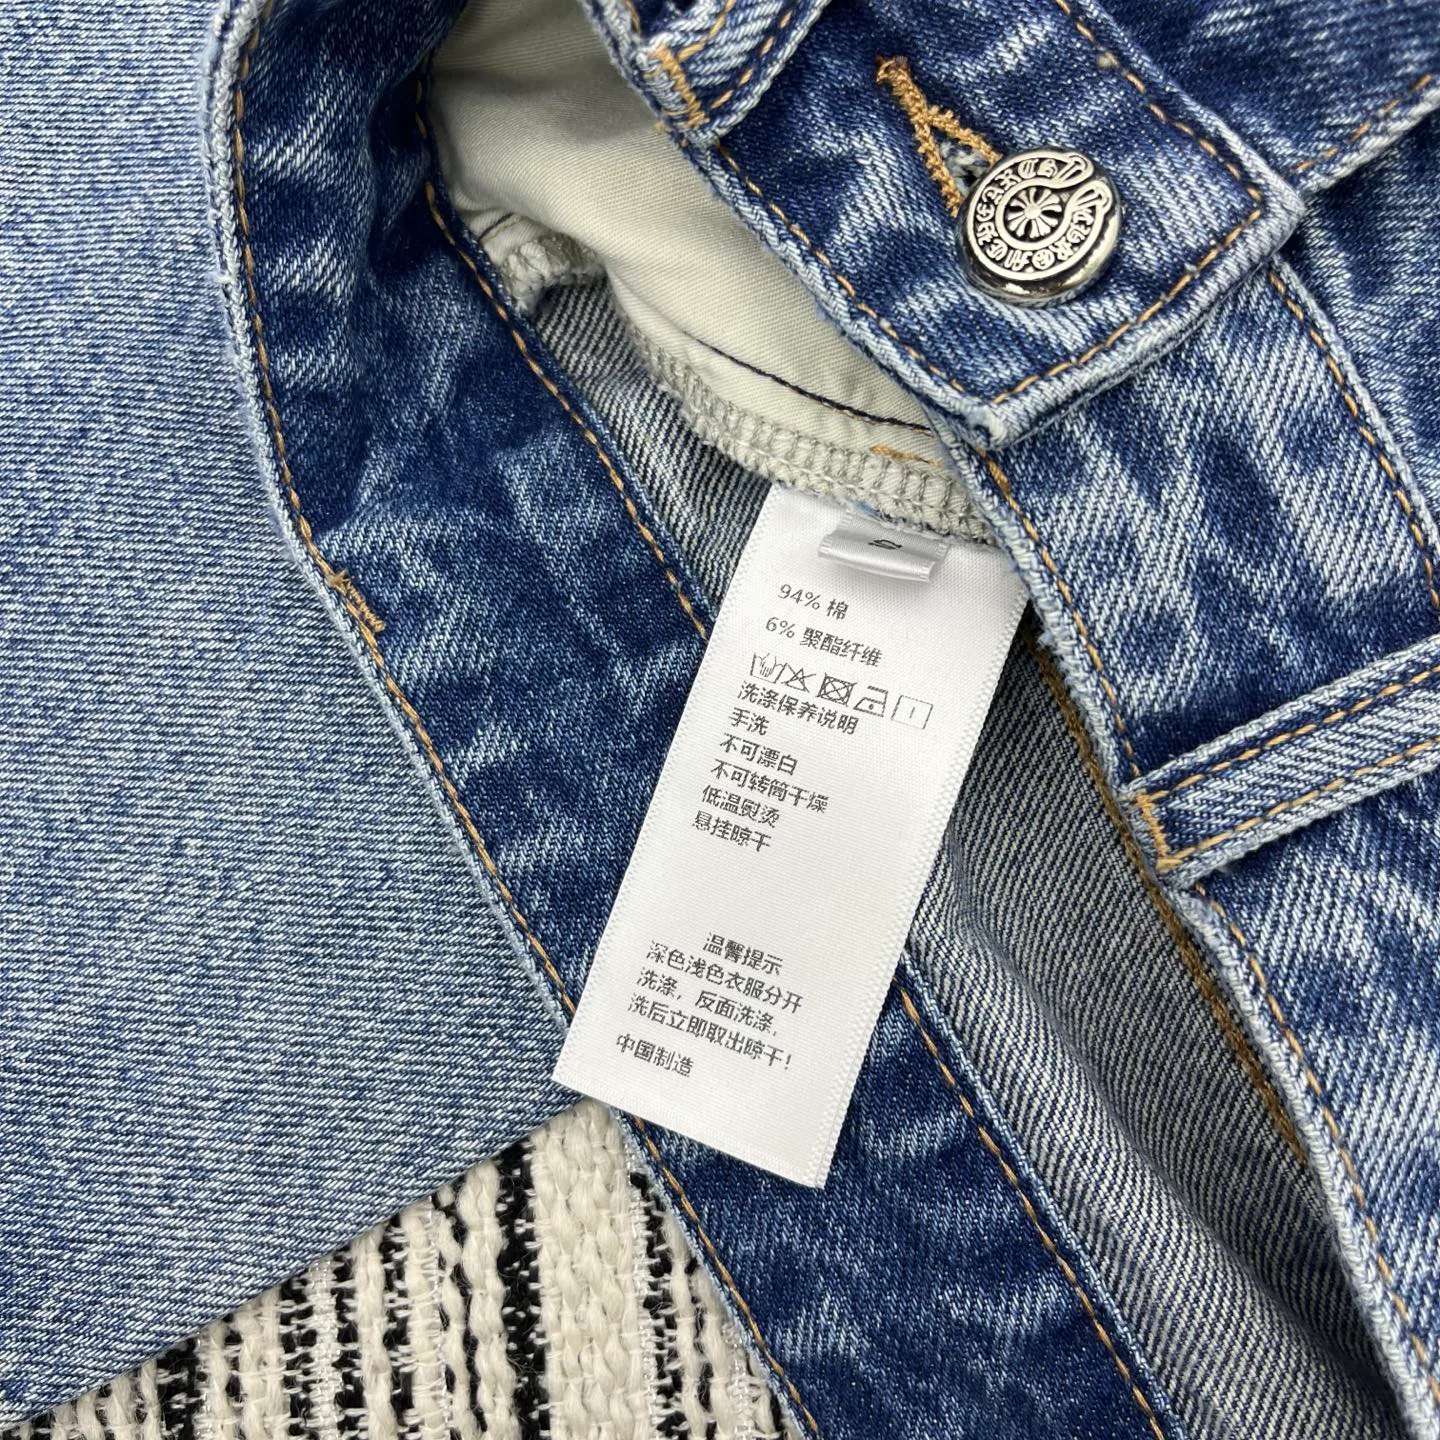 S
94% 棉
6% 聚酯纤维
洗涤保养说明
手洗
不可漂白
不可转筒干燥
低温熨烫
悬挂晾干
温馨提示
深色浅色衣服分开
洗涤，反面洗涤，
洗后立即取出晾干！
中国制造